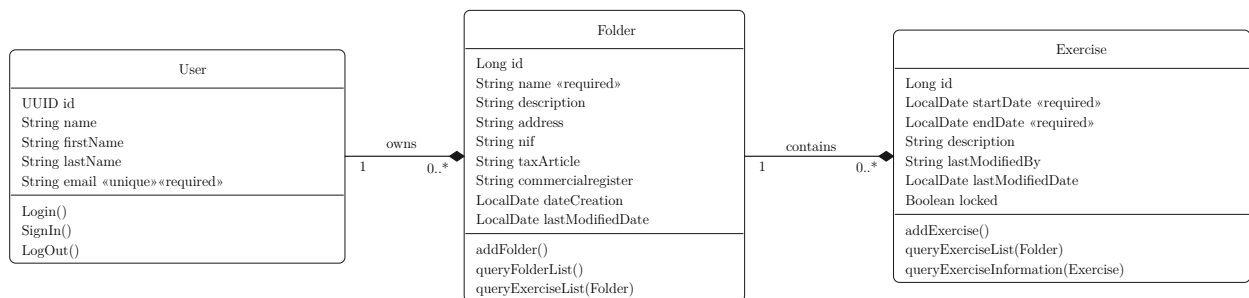 User
UUID id
String name
String firstName
String lastName
String email «unique»«required»
Login()
SignIn()
LogOut()
owns
1
0..*
Folder
Long id
String name «required»
String description
String address
String nif
String taxArticle
String commercialregister
LocalDate dateCreation
LocalDate lastModifiedDate
addFolder()
queryFolderList()
queryExerciseList(Folder)
contains
1
0..*
Exercise
Long id
LocalDate startDate «required»
LocalDate endDate «required»
String description
String lastModifiedBy
LocalDate lastModifiedDate
Boolean locked
addExercise()
queryExerciseList(Folder)
queryExerciseInformation(Exercise)